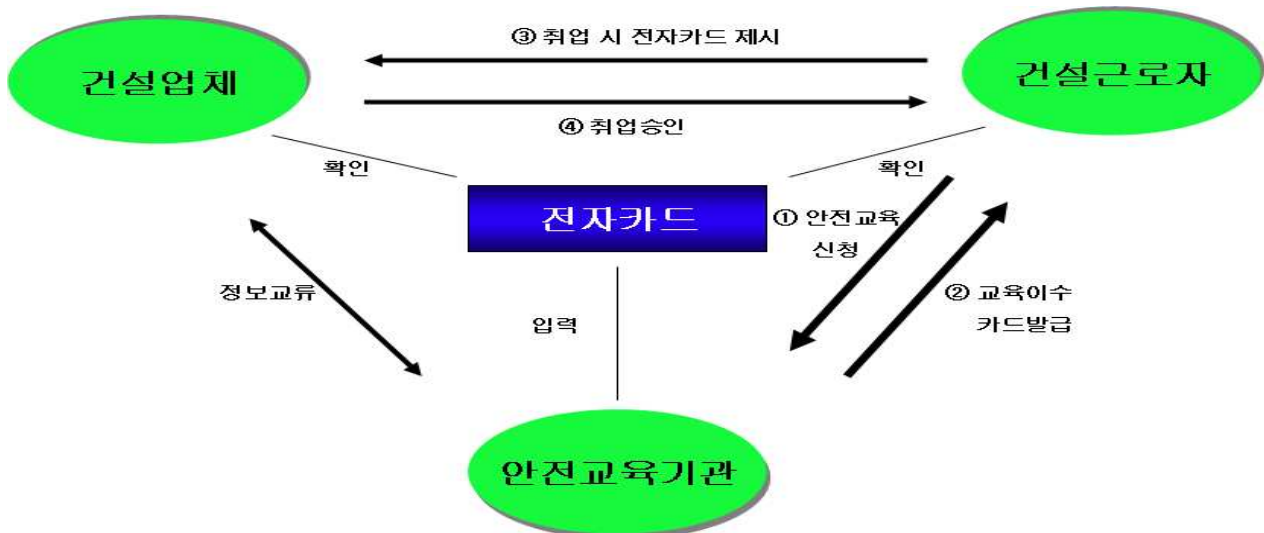 ③ 취업 시 전자카드 제시
건설업체
건설근로자
④ 취업승인
확인
확인
전자카드
① 안전교육
신청
정보교류
② 교육이수
카드발급
입력
안전교육기관